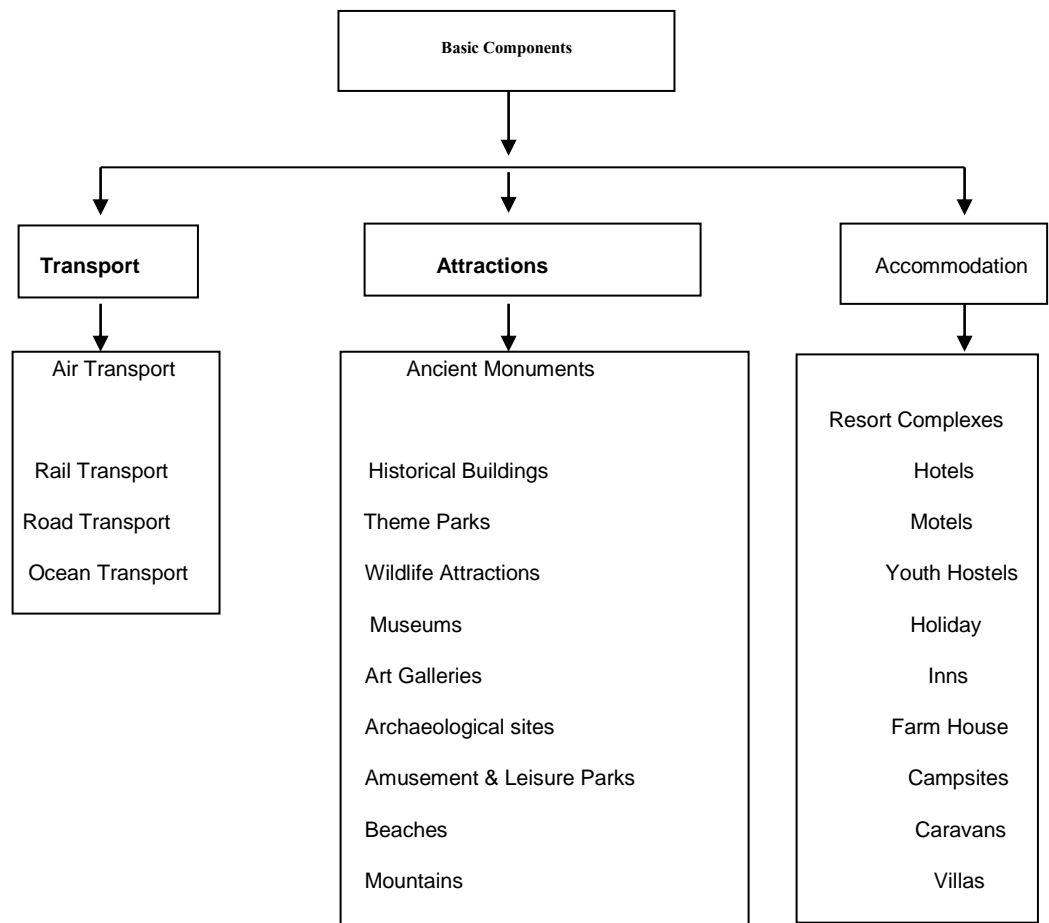 Basic Components
Transport
Attractions
Accommodation
Air Transport
Rail Transport
Road Transport
Ocean Transport
Ancient Monuments
Historical Buildings
Theme Parks
Wildlife Attractions
Museums
Art Galleries
Archaeological sites
Amusement & Leisure Parks
Beaches
Mountains
Resort Complexes
Hotels
Motels
Youth Hostels
Holiday
Inns
Farm House
Campsites
Caravans
Villas